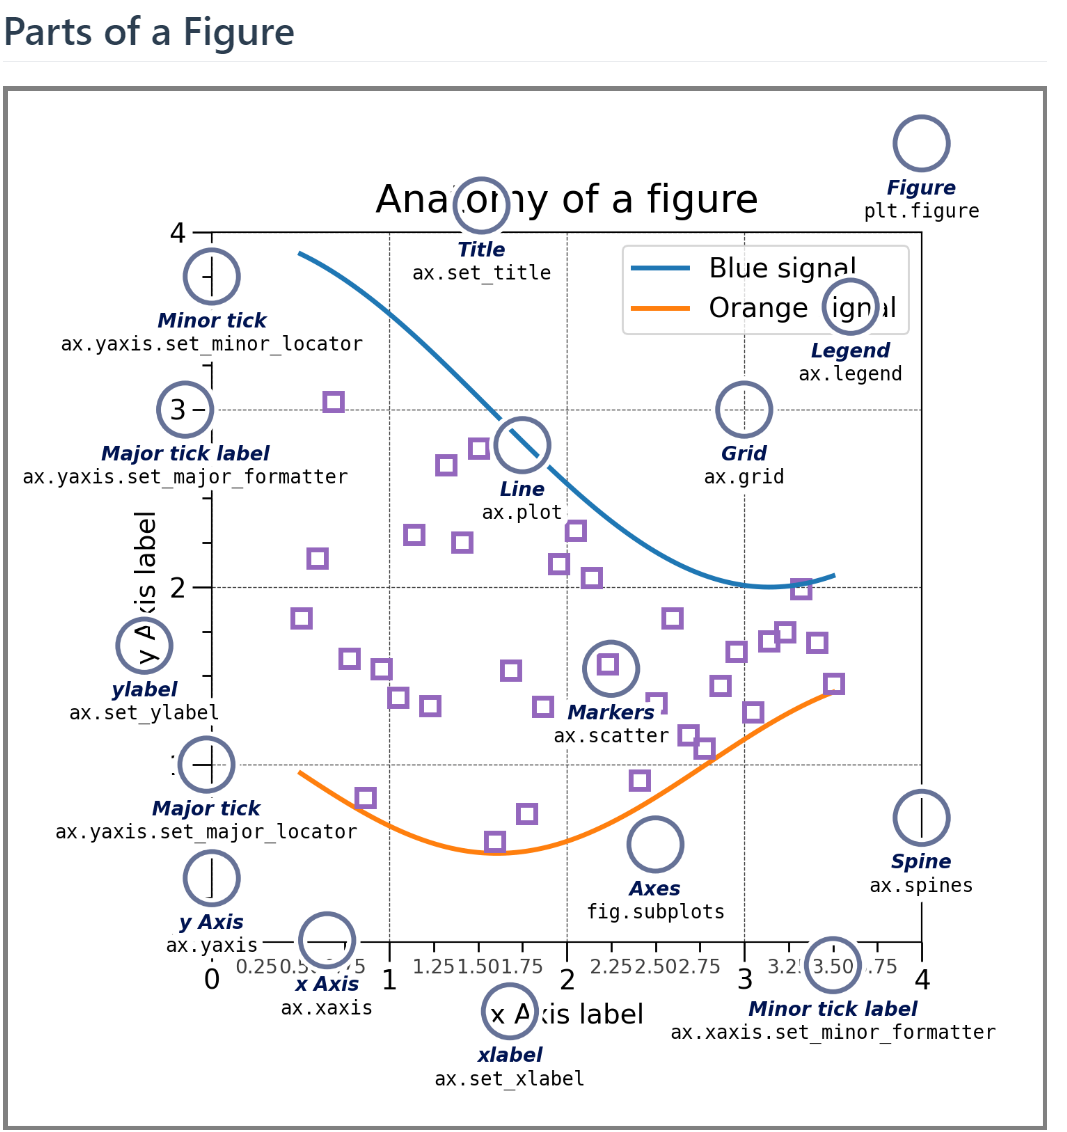 Parts of a Figure
Figure
plt.figure
Anatomy of a figure
Title
ax.set_title
4
Blue signal
Orange signal
Legend
ax.legend
Minor tick
ax.yaxis.set_minor_locator
3
Major tick label
ax.yaxis.set_major_formatter
Grid
ax.grid
Line
ax.plot
2
y Axis label
ylabel
ax.set_ylabel
Markers
ax.scatter
Major tick
ax.yaxis.set_major_locator
Axes
fig.subplots
Spine
ax.spines
y Axis
ax.yaxis
0 0.25 0.50 0.75 1 1.25 1.50 1.75 2 2.25 2.50 2.75 3 3.25 3.50 3.75 4
x Axis
ax.xaxis
x Axis label
Minor tick label
ax.xaxis.set_minor_formatter
xlabel
ax.set_xlabel